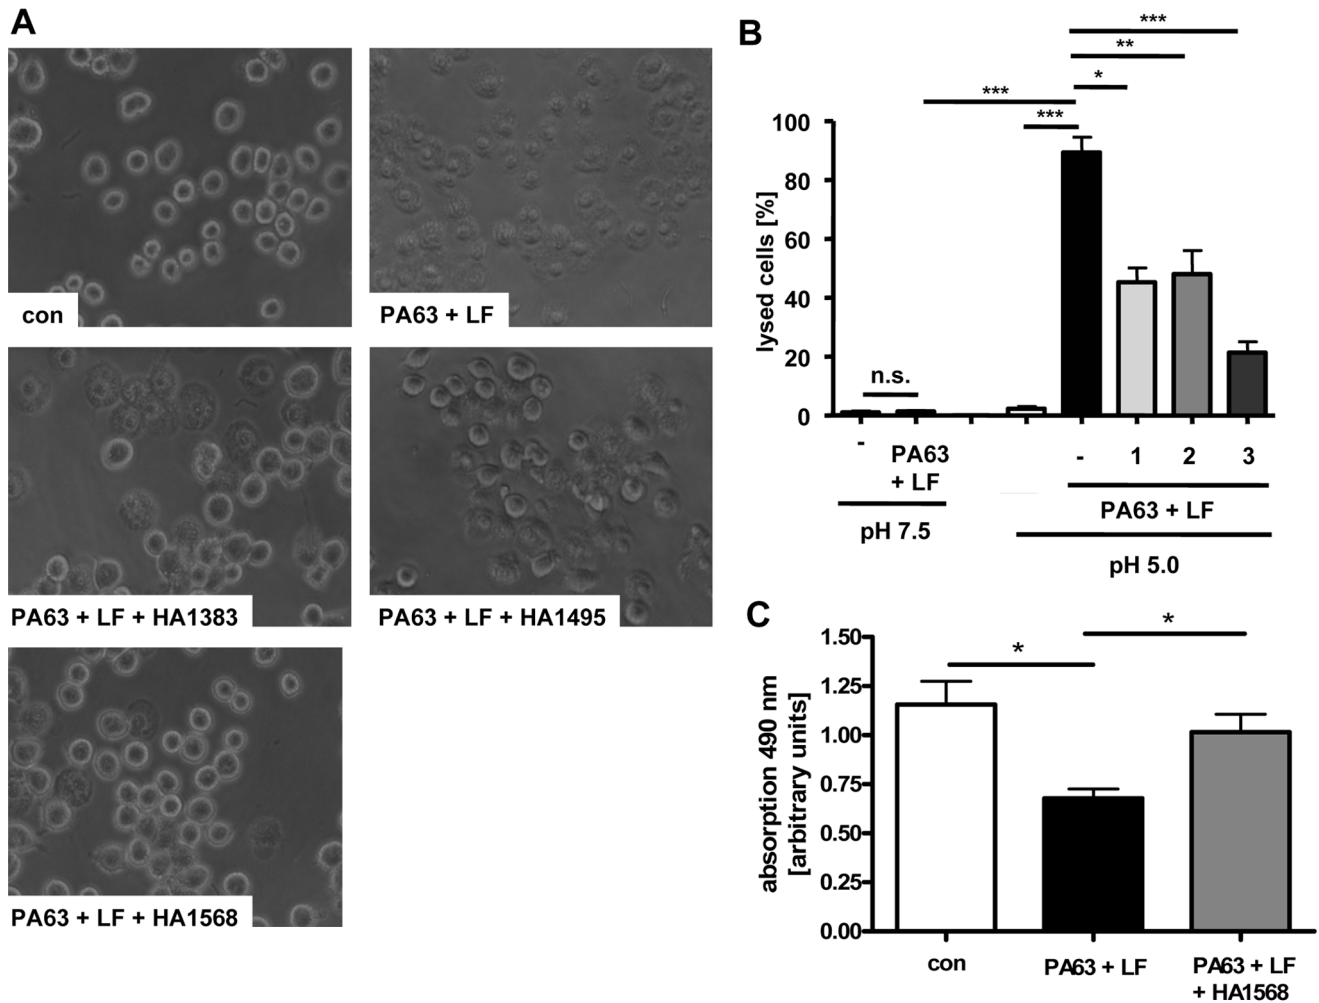 A
con
PA63 + LF
PA63 + LF + HA1383
PA63 + LF + HA1495
PA63 + LF + HA1568
B
***
**
*
***
***
n.s.
lysed cells [%]
100
80
60
40
20
0
-
PA63
+ LF
pH 7.5
- 1 2 3
PA63 + LF
pH 5.0
C
*
*
absorption 490 nm
[arbitrary units]
1.50
1.25
1.00
0.75
0.50
0.25
0.00
con
PA63 + LF
PA63 + LF
+ HA1568